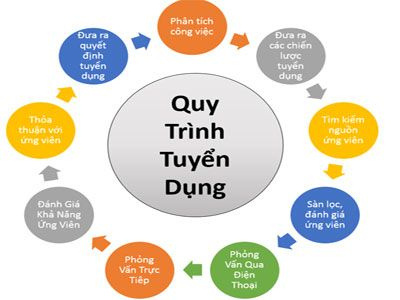 Quy
Trình
Tuyển
Dụng
Phân tích
công việc
Đưa ra
các chiến
lược
tuyển
dụng
Tìm kiếm
nguồn
ứng viên
Sàn lọc,
đánh giá
ứng viên
Phỏng
Vấn Qua
Điện
Thoại
Phỏng
Vấn Trực
Tiếp
Đánh Giá
Khả Năng
Ứng Viên
Thỏa
thuận với
ứng viên
Đưa ra
quyết
định
tuyển
dụng